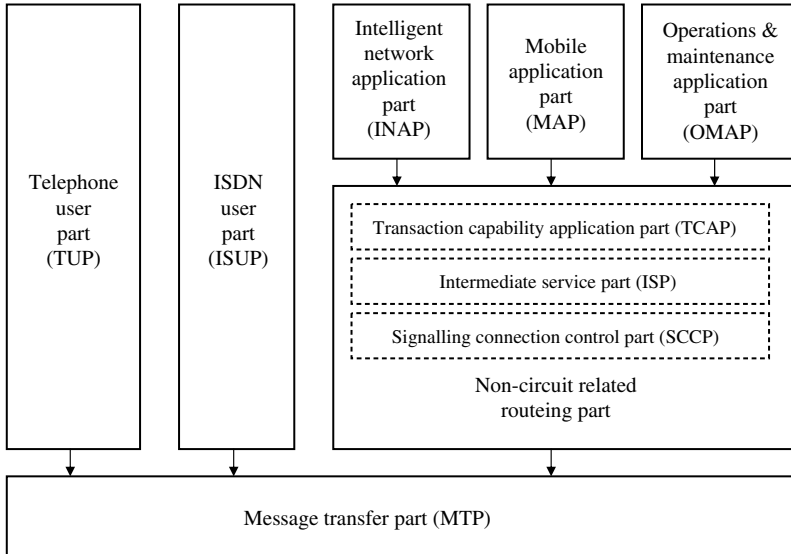 Intelligent
network
application
part
(INAP)
Mobile
application
part
(MAP)
Operations &
maintenance
application
part
(OMAP)
Telephone
user
part
(TUP)
ISDN
user
part
(ISUP)
Transaction capability application part (TCAP)
Intermediate service part (ISP)
Signalling connection control part (SCCP)
Non-circuit related
routeing part
Message transfer part (MTP)